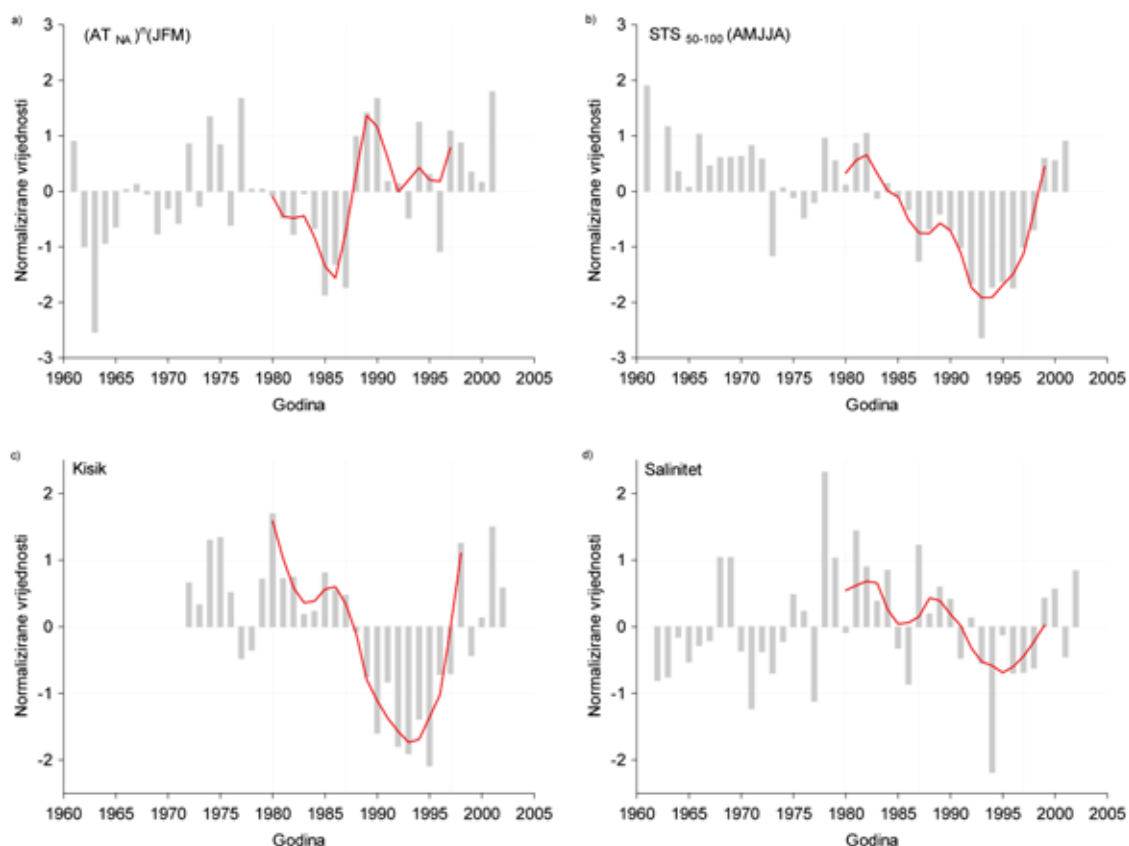 a)
(AT NA)ⁿ(JFM)
Normalizirane vrijednosti
3
2
1
0
-1
-2
-3
1960 1965 1970 1975 1980 1985 1990 1995 2000 2005
Godina
b)
STS 50-100 (AMJJA)
Normalizirane vrijednosti
3
2
1
0
-1
-2
-3
1960 1965 1970 1975 1980 1985 1990 1995 2000 2005
Godina
c)
Kisik
Normalizirane vrijednosti
2
1
0
-1
-2
1960 1965 1970 1975 1980 1985 1990 1995 2000 2005
Godina
d)
Salinitet
Normalizirane vrijednosti
2
1
0
-1
-2
1960 1965 1970 1975 1980 1985 1990 1995 2000 2005
Godina